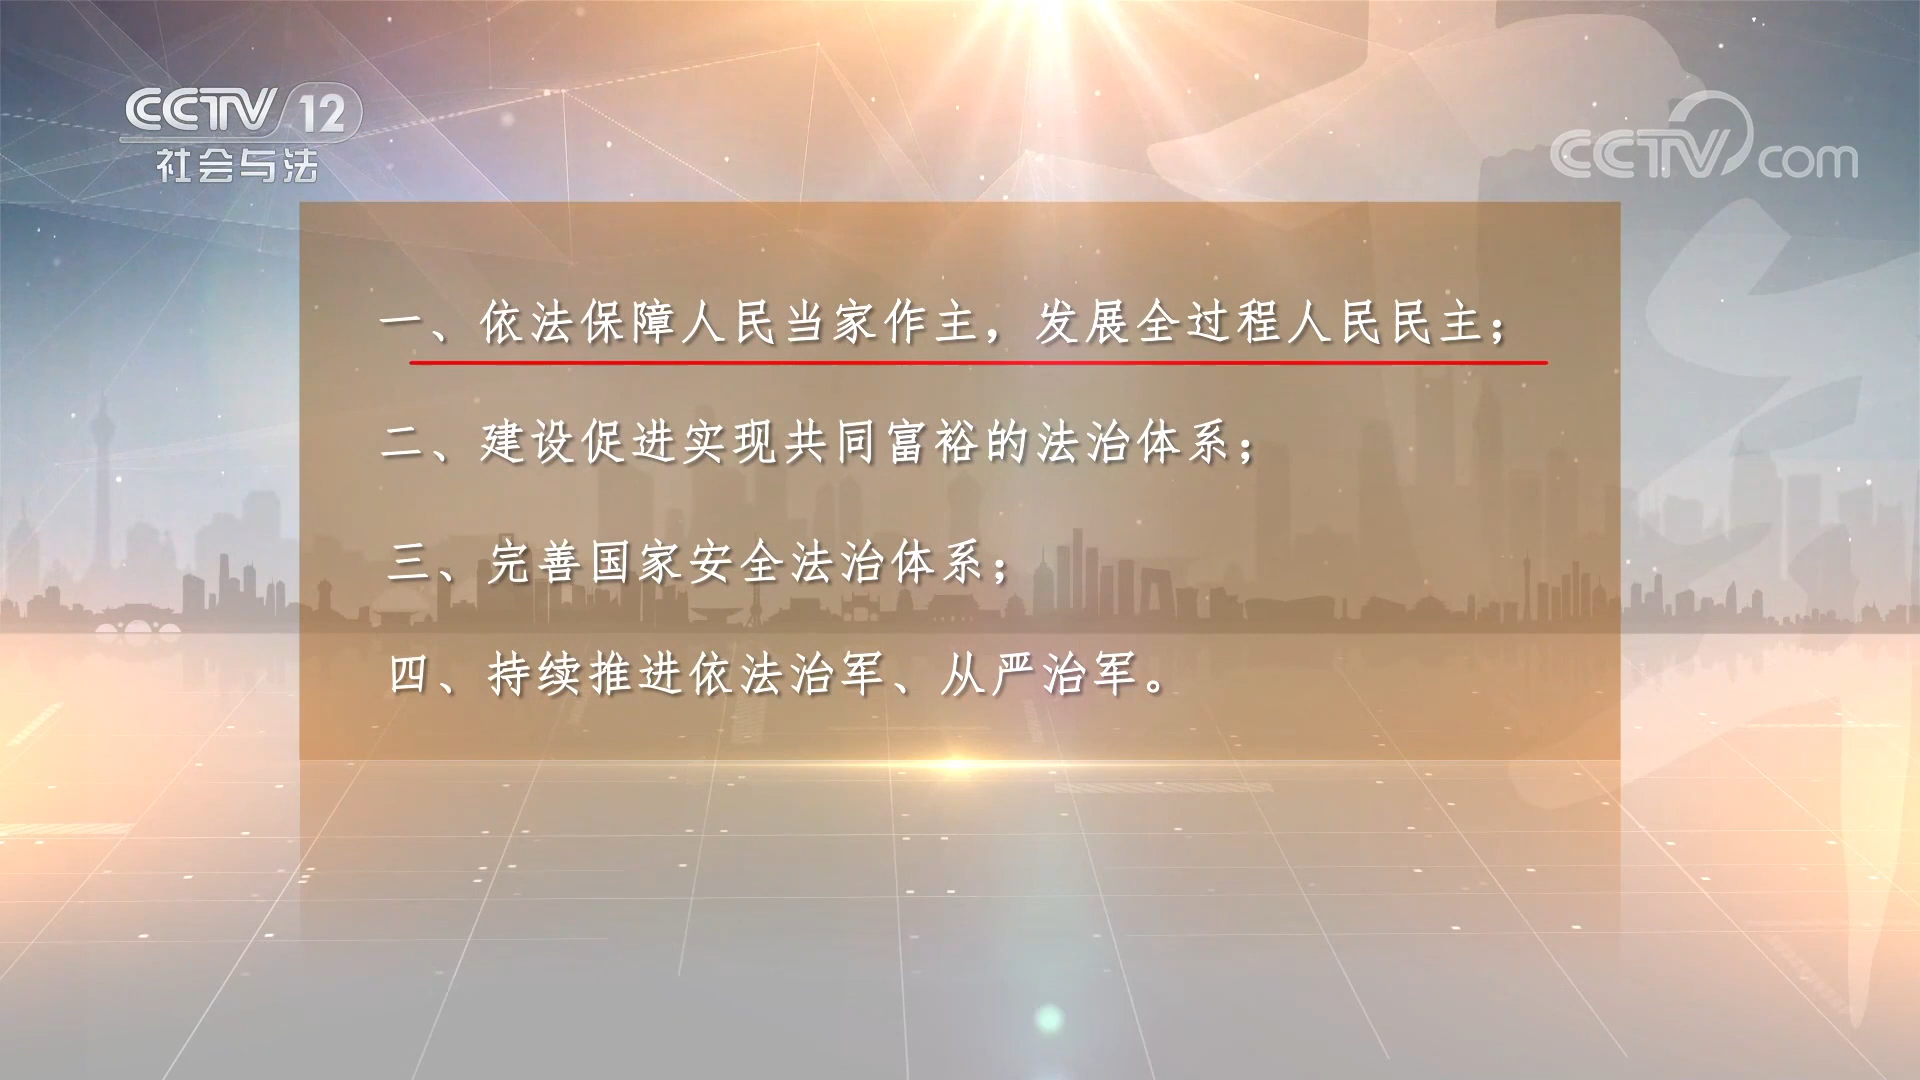 CCTV 12
社会与法
CCTV com
一、依法保障人民当家作主，发展全过程人民民主；
二、建设促进实现共同富裕的法治体系；
三、完善国家安全法治体系；
四、持续推进依法治军、从严治军。